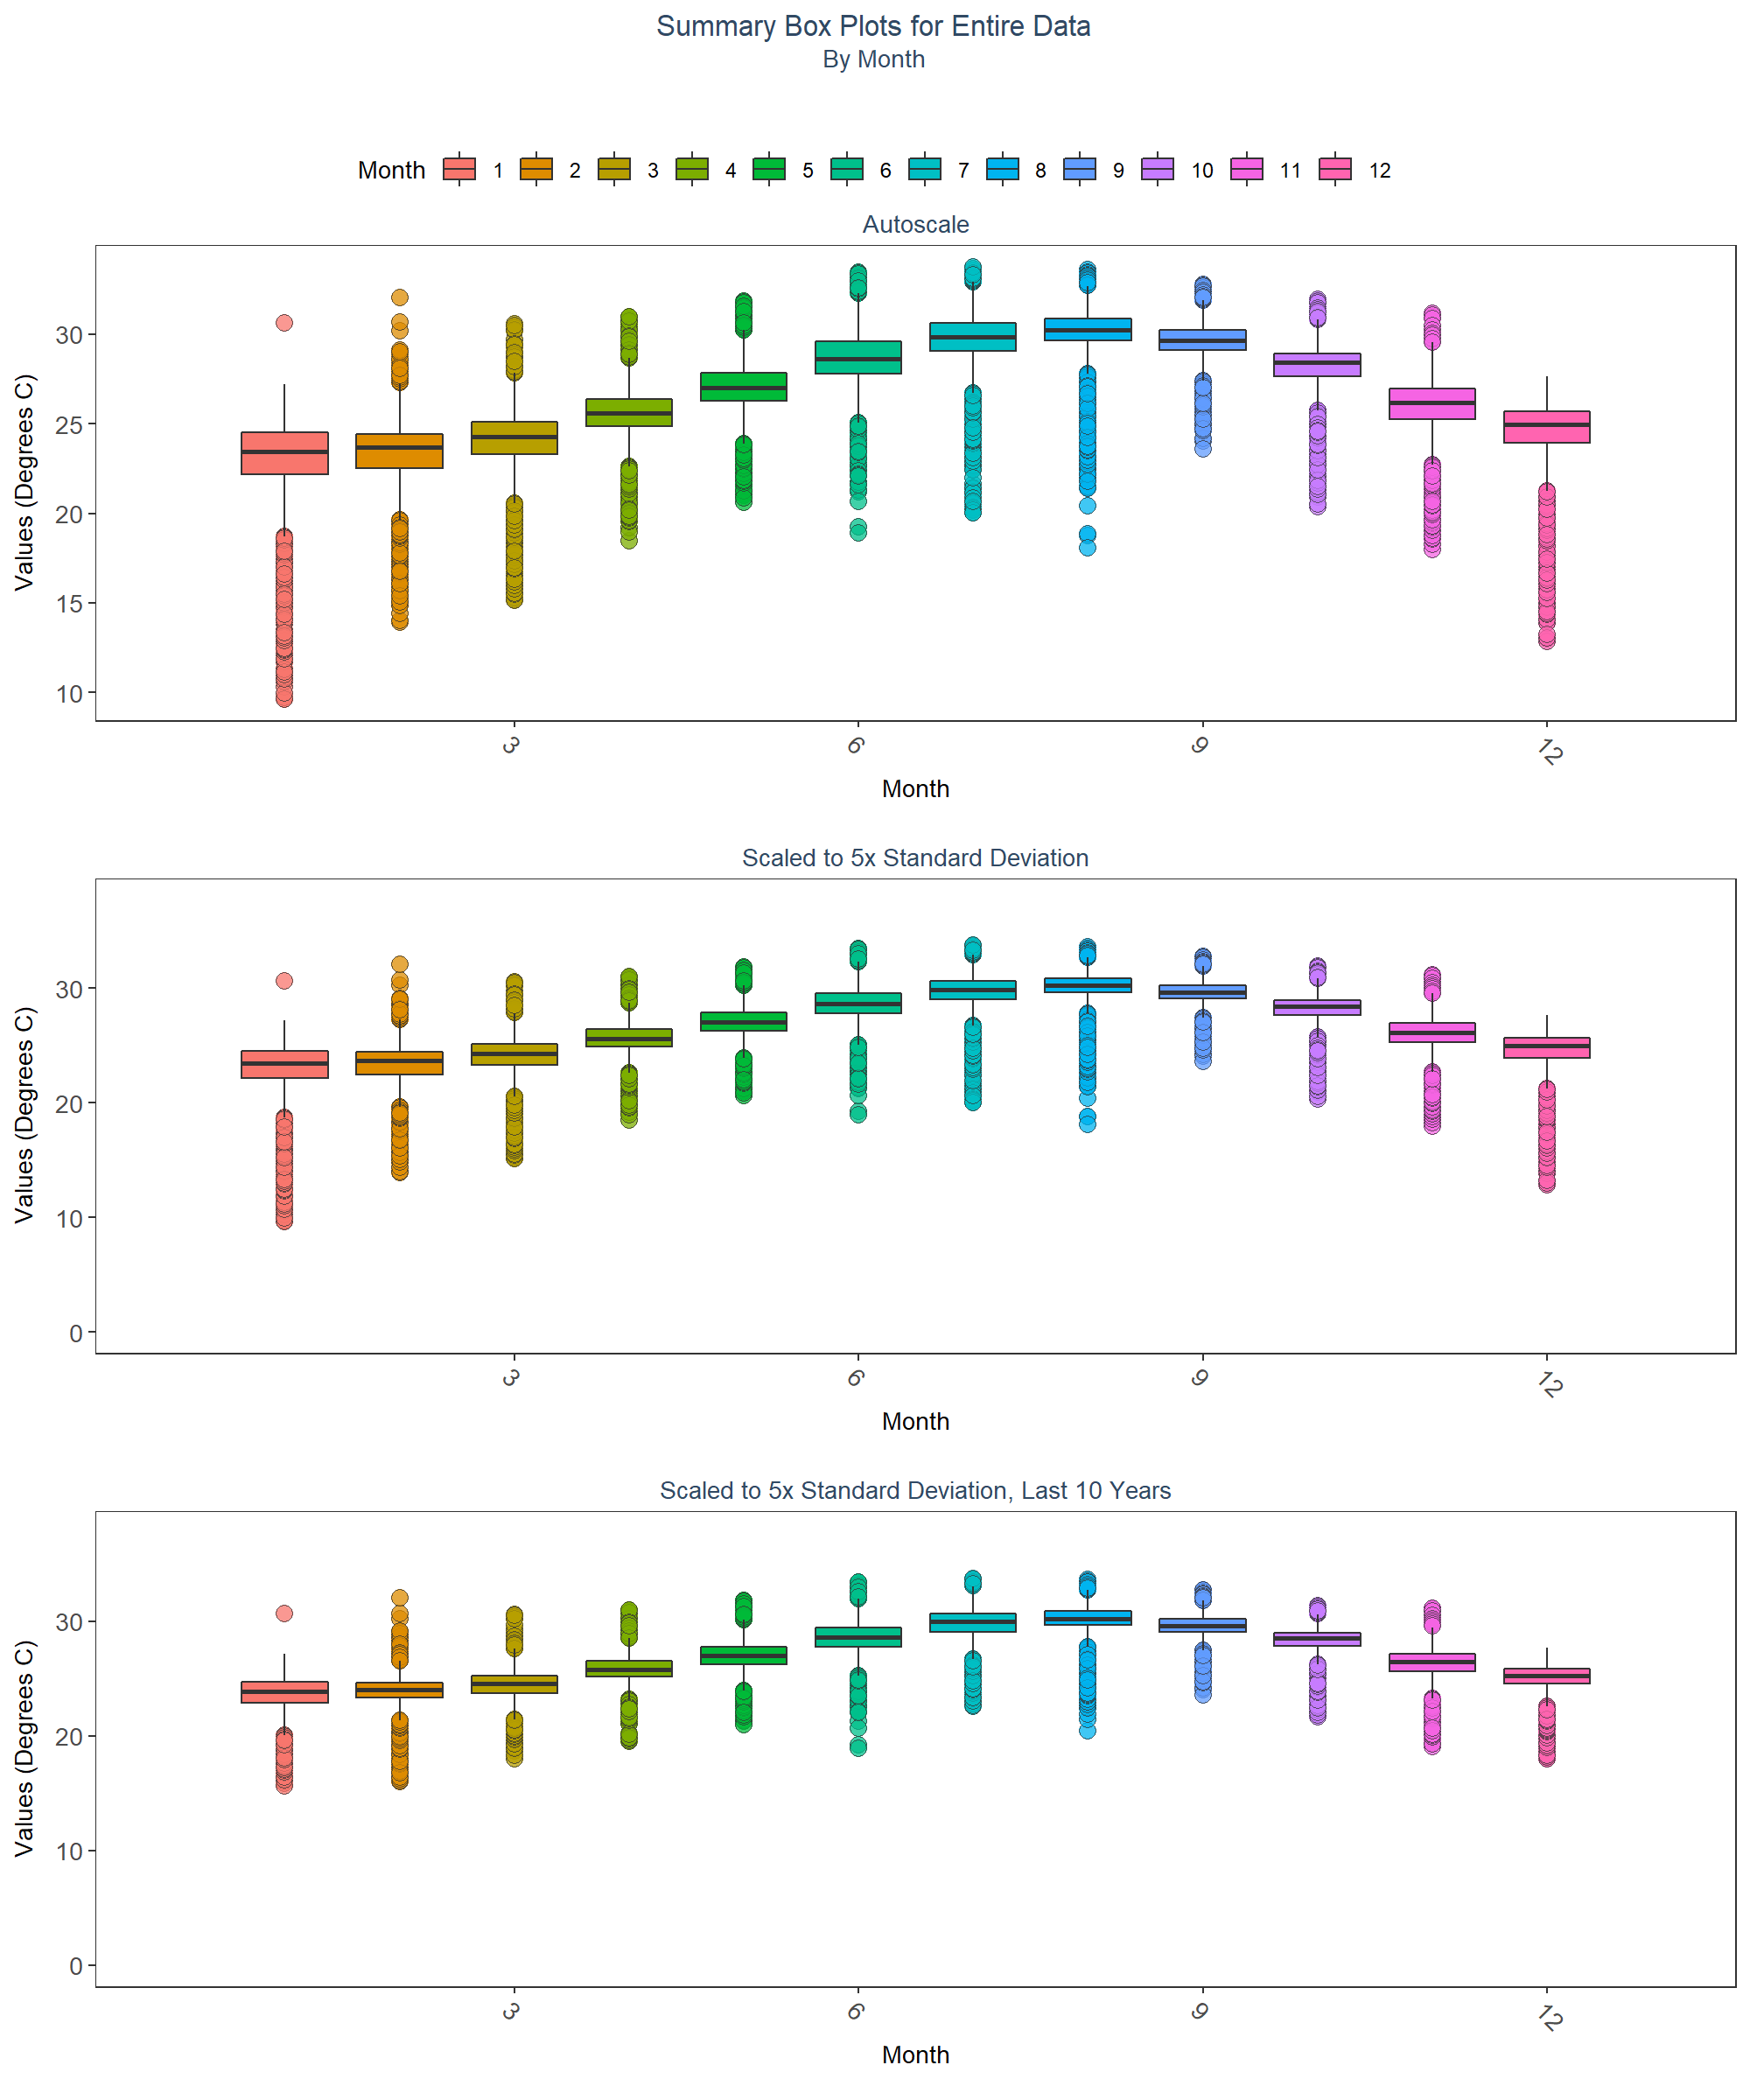 Summary Box Plots for Entire Data
By Month
Month 1 2 3 4 5 6 7 8 9 10 11 12
Autoscale
Values (Degrees C)
30
25
20
15
10
3 6 9 12
Month
Scaled to 5x Standard Deviation
Values (Degrees C)
30
20
10
0
3 6 9 12
Month
Scaled to 5x Standard Deviation, Last 10 Years
Values (Degrees C)
30
20
10
0
3 6 9 12
Month